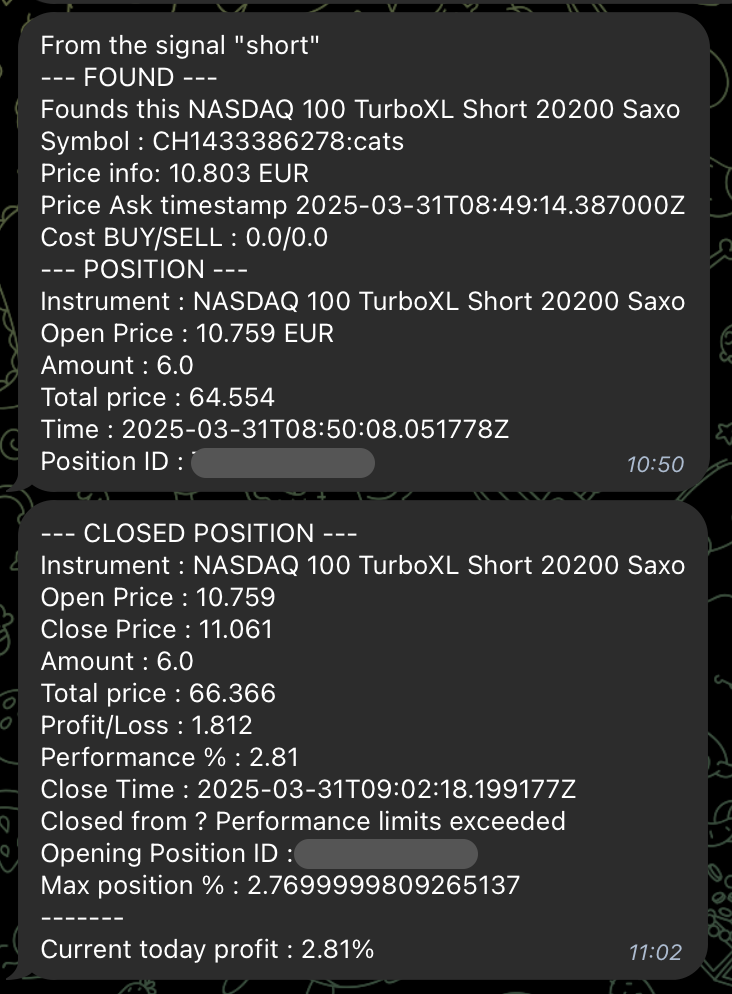 From the signal "short"
--- FOUND ---
Founds this NASDAQ 100 TurboXL Short 20200 Saxo
Symbol : CH1433386278:cats
Price info: 10.803 EUR
Price Ask timestamp 2025-03-31T08:49:14.387000Z
Cost BUY/SELL : 0.0/0.0
--- POSITION ---
Instrument : NASDAQ 100 TurboXL Short 20200 Saxo
Open Price : 10.759 EUR
Amount : 6.0
Total price : 64.554
Time : 2025-03-31T08:50:08.051778Z
Position ID :
10:50
--- CLOSED POSITION ---
Instrument : NASDAQ 100 TurboXL Short 20200 Saxo
Open Price : 10.759
Close Price : 11.061
Amount : 6.0
Total price : 66.366
Profit/Loss : 1.812
Performance % : 2.81
Close Time : 2025-03-31T09:02:18.199177Z
Closed from ? Performance limits exceeded
Opening Position ID :
Max position % : 2.7699999809265137
-------
Current today profit : 2.81%
11:02